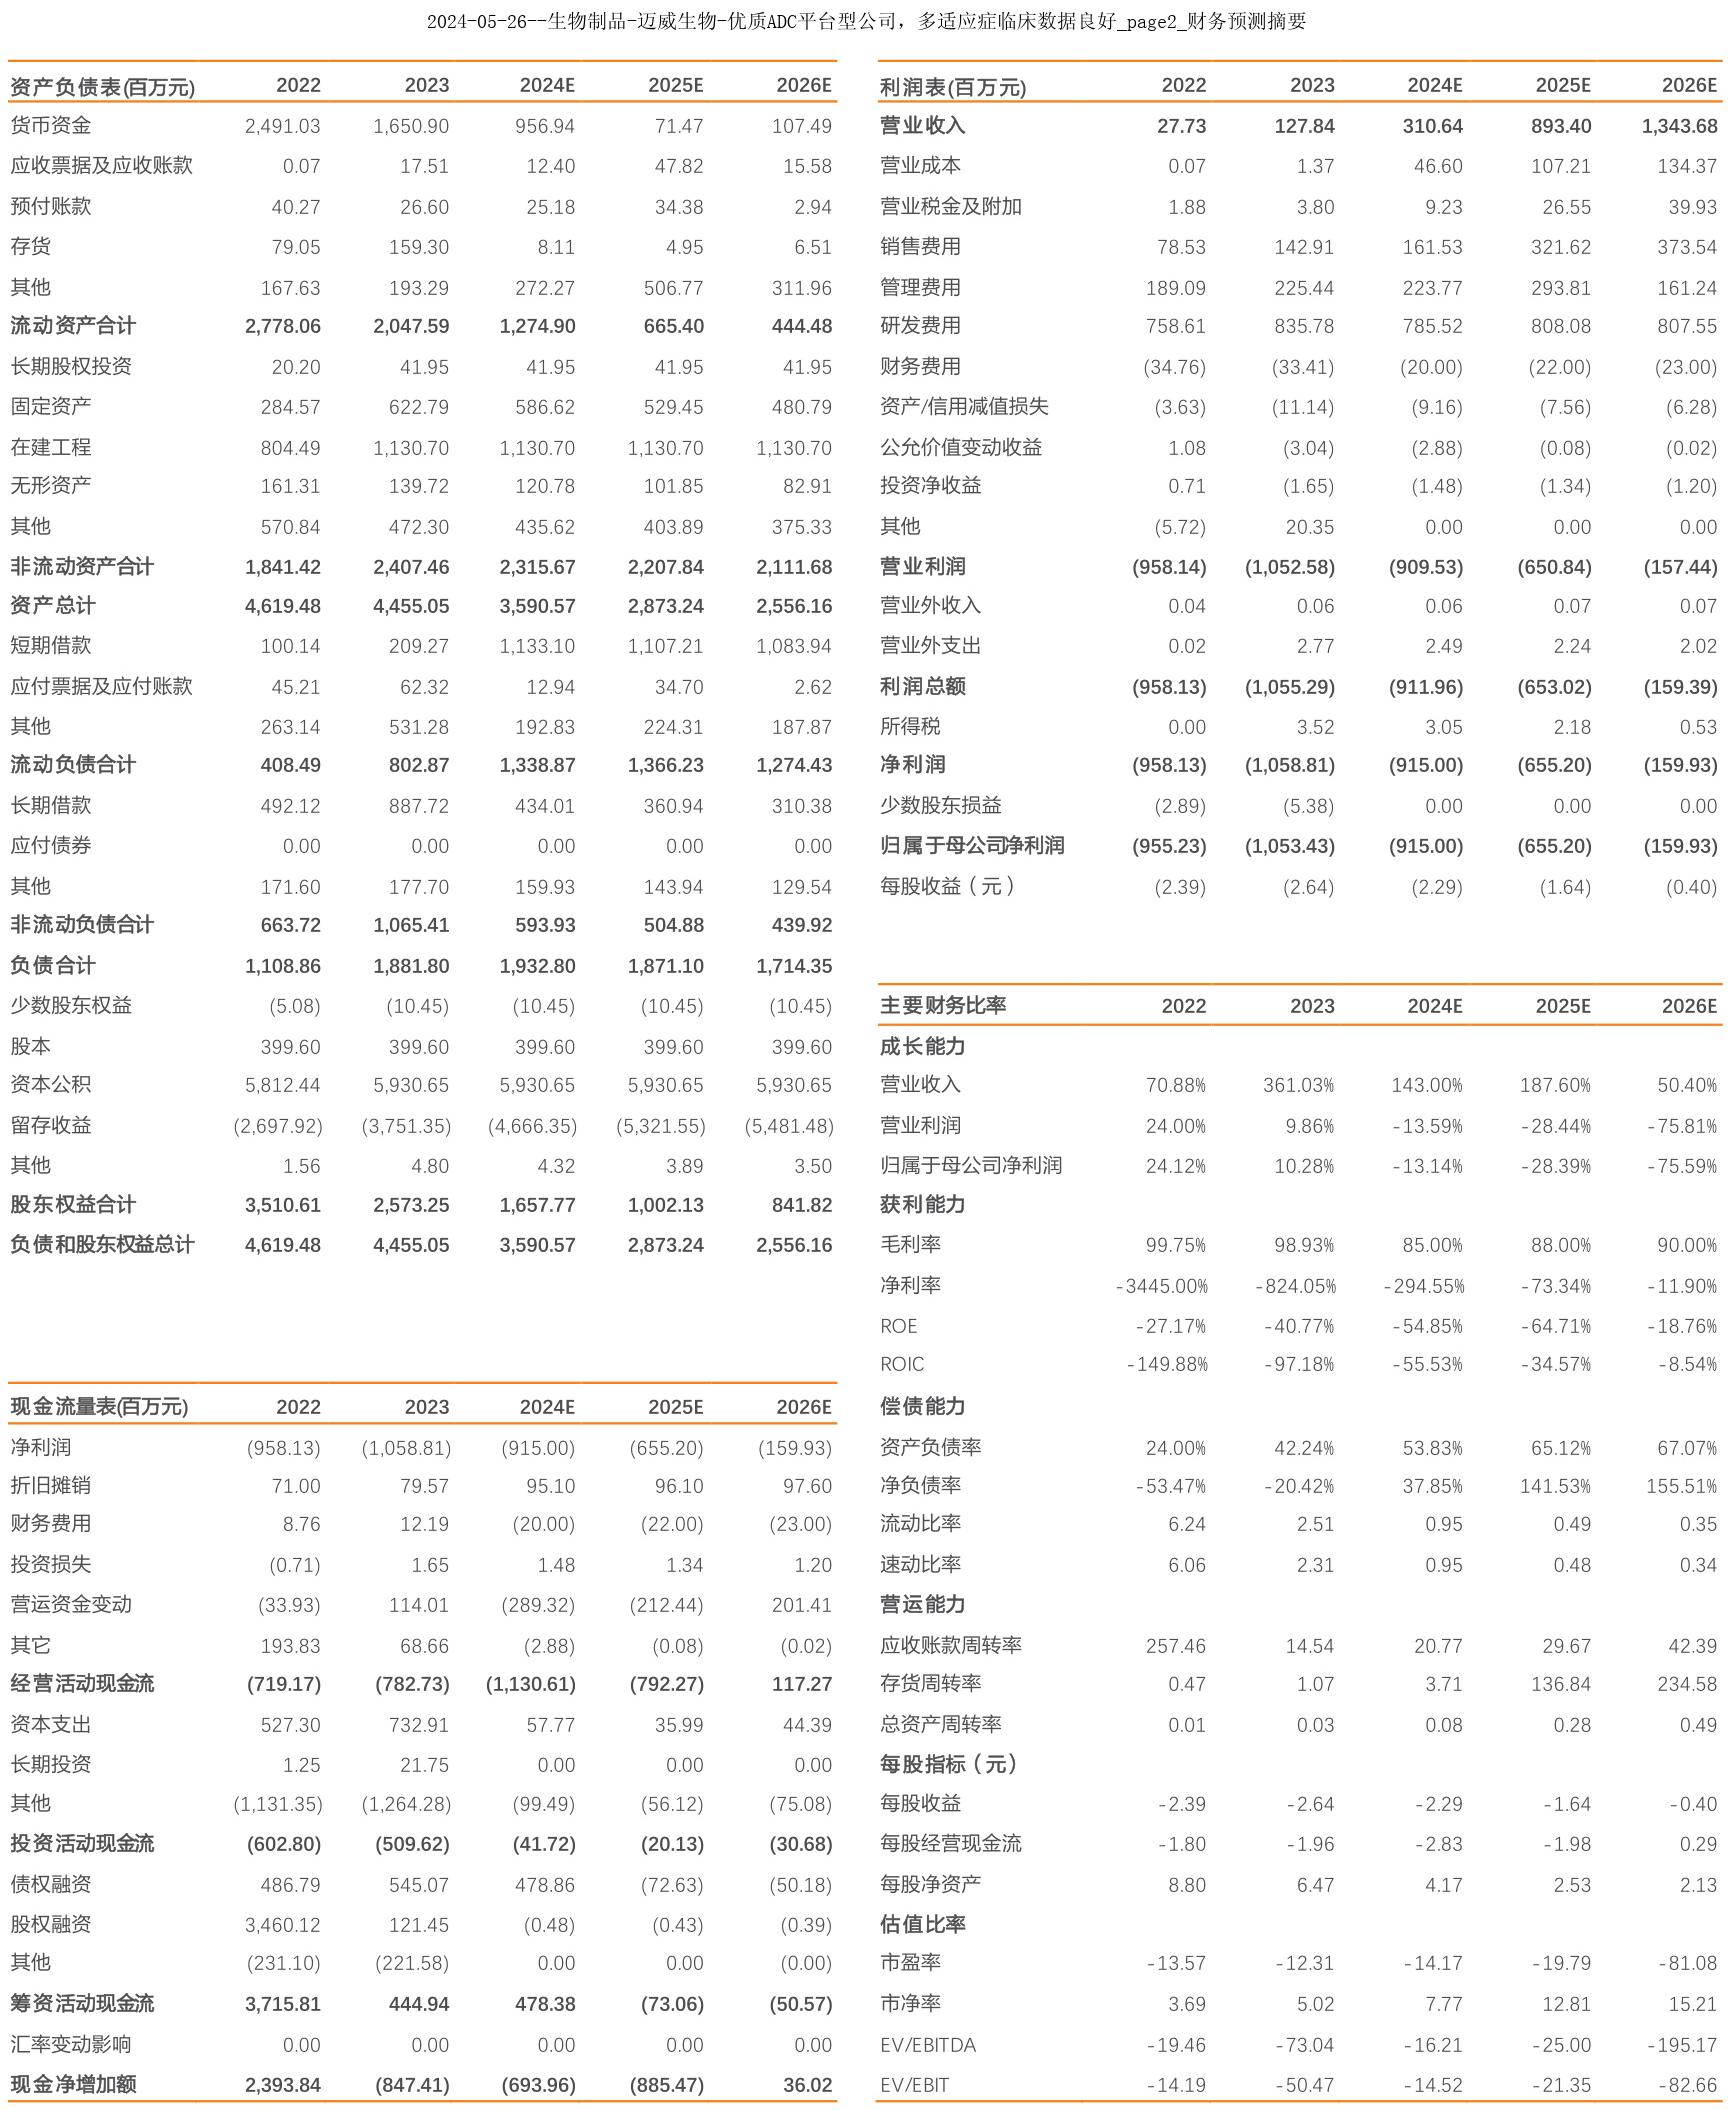 2024-05-26--生物制品-迈威生物-优质ADC平台型公司，多适应症临床数据良好_page2_财务预测摘要
资产负债表(百万元) 2022 2023 2024E 2025E 2026E
货币资金 2,491.03 1,650.90 956.94 71.47 107.49
应收票据及应收账款 0.07 17.51 12.40 47.82 15.58
预付账款 40.27 26.60 25.18 34.38 2.94
存货 79.05 159.30 8.11 4.95 6.51
其他 167.63 193.29 272.27 506.77 311.96
流动资产合计 2,778.06 2,047.59 1,274.90 665.40 444.48
长期股权投资 20.20 41.95 41.95 41.95 41.95
固定资产 284.57 622.79 586.62 529.45 480.79
在建工程 804.49 1,130.70 1,130.70 1,130.70 1,130.70
无形资产 161.31 139.72 120.78 101.85 82.91
其他 570.84 472.30 435.62 403.89 375.33
非流动资产合计 1,841.42 2,407.46 2,315.67 2,207.84 2,111.68
资产总计 4,619.48 4,455.05 3,590.57 2,873.24 2,556.16
短期借款 100.14 209.27 1,133.10 1,107.21 1,083.94
应付票据及应付账款 45.21 62.32 12.94 34.70 2.62
其他 263.14 531.28 192.83 224.31 187.87
流动负债合计 408.49 802.87 1,338.87 1,366.23 1,274.43
长期借款 492.12 887.72 434.01 360.94 310.38
应付债券 0.00 0.00 0.00 0.00 0.00
其他 171.60 177.70 159.93 143.94 129.54
非流动负债合计 663.72 1,065.41 593.93 504.88 439.92
负债合计 1,108.86 1,881.80 1,932.80 1,871.10 1,714.35
少数股东权益 (5.08) (10.45) (10.45) (10.45) (10.45)
股本 399.60 399.60 399.60 399.60 399.60
资本公积 5,812.44 5,930.65 5,930.65 5,930.65 5,930.65
留存收益 (2,697.92) (3,751.35) (4,666.35) (5,321.55) (5,481.48)
其他 1.56 4.80 4.32 3.89 3.50
股东权益合计 3,510.61 2,573.25 1,657.77 1,002.13 841.82
负债和股东权益总计 4,619.48 4,455.05 3,590.57 2,873.24 2,556.16
现金流量表(百万元) 2022 2023 2024E 2025E 2026E
净利润 (958.13) (1,058.81) (915.00) (655.20) (159.93)
折旧摊销 71.00 79.57 95.10 96.10 97.60
财务费用 8.76 12.19 (20.00) (22.00) (23.00)
投资损失 (0.71) 1.65 1.48 1.34 1.20
营运资金变动 (33.93) 114.01 (289.32) (212.44) 201.41
其它 193.83 68.66 (2.88) (0.08) (0.02)
经营活动现金流 (719.17) (782.73) (1,130.61) (792.27) 117.27
资本支出 527.30 732.91 57.77 35.99 44.39
长期投资 1.25 21.75 0.00 0.00 0.00
其他 (1,131.35) (1,264.28) (99.49) (56.12) (75.08)
投资活动现金流 (602.80) (509.62) (41.72) (20.13) (30.68)
债权融资 486.79 545.07 478.86 (72.63) (50.18)
股权融资 3,460.12 121.45 (0.48) (0.43) (0.39)
其他 (231.10) (221.58) 0.00 0.00 (0.00)
筹资活动现金流 3,715.81 444.94 478.38 (73.06) (50.57)
汇率变动影响 0.00 0.00 0.00 0.00 0.00
现金净增加额 2,393.84 (847.41) (693.96) (885.47) 36.02
利润表(百万元) 2022 2023 2024E 2025E 2026E
营业收入 27.73 127.84 310.64 893.40 1,343.68
营业成本 0.07 1.37 46.60 107.21 134.37
营业税金及附加 1.88 3.80 9.23 26.55 39.93
销售费用 78.53 142.91 161.53 321.62 373.54
管理费用 189.09 225.44 223.77 293.81 161.24
研发费用 758.61 835.78 785.52 808.08 807.55
财务费用 (34.76) (33.41) (20.00) (22.00) (23.00)
资产/信用减值损失 (3.63) (11.14) (9.16) (7.56) (6.28)
公允价值变动收益 1.08 (3.04) (2.88) (0.08) (0.02)
投资净收益 0.71 (1.65) (1.48) (1.34) (1.20)
其他 (5.72) 20.35 0.00 0.00 0.00
营业利润 (958.14) (1,052.58) (909.53) (650.84) (157.44)
营业外收入 0.04 0.06 0.06 0.07 0.07
营业外支出 0.02 2.77 2.49 2.24 2.02
利润总额 (958.13) (1,055.29) (911.96) (653.02) (159.39)
所得税 0.00 3.52 3.05 2.18 0.53
净利润 (958.13) (1,058.81) (915.00) (655.20) (159.93)
少数股东损益 (2.89) (5.38) 0.00 0.00 0.00
归属于母公司净利润 (955.23) (1,053.43) (915.00) (655.20) (159.93)
每股收益（元） (2.39) (2.64) (2.29) (1.64) (0.40)
主要财务比率 2022 2023 2024E 2025E 2026E
成长能力
营业收入 70.88% 361.03% 143.00% 187.60% 50.40%
营业利润 24.00% 9.86% -13.59% -28.44% -75.81%
归属于母公司净利润 24.12% 10.28% -13.14% -28.39% -75.59%
获利能力
毛利率 99.75% 98.93% 85.00% 88.00% 90.00%
净利率 -3445.00% -824.05% -294.55% -73.34% -11.90%
ROE -27.17% -40.77% -54.85% -64.71% -18.76%
ROIC -149.88% -97.18% -55.53% -34.57% -8.54%
偿债能力
资产负债率 24.00% 42.24% 53.83% 65.12% 67.07%
净负债率 -53.47% -20.42% 37.85% 141.53% 155.51%
流动比率 6.24 2.51 0.95 0.49 0.35
速动比率 6.06 2.31 0.95 0.48 0.34
营运能力
应收账款周转率 257.46 14.54 20.77 29.67 42.39
存货周转率 0.47 1.07 3.71 136.84 234.58
总资产周转率 0.01 0.03 0.08 0.28 0.49
每股指标（元）
每股收益 -2.39 -2.64 -2.29 -1.64 -0.40
每股经营现金流 -1.80 -1.96 -2.83 -1.98 0.29
每股净资产 8.80 6.47 4.17 2.53 2.13
估值比率
市盈率 -13.57 -12.31 -14.17 -19.79 -81.08
市净率 3.69 5.02 7.77 12.81 15.21
EV/EBITDA -19.46 -73.04 -16.21 -25.00 -195.17
EV/EBIT -14.19 -50.47 -14.52 -21.35 -82.66